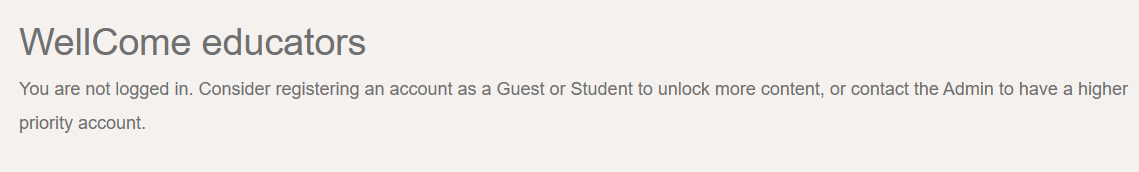 WellCome educators
You are not logged in. Consider registering an account as a Guest or Student to unlock more content, or contact the Admin to have a higher
priority account.